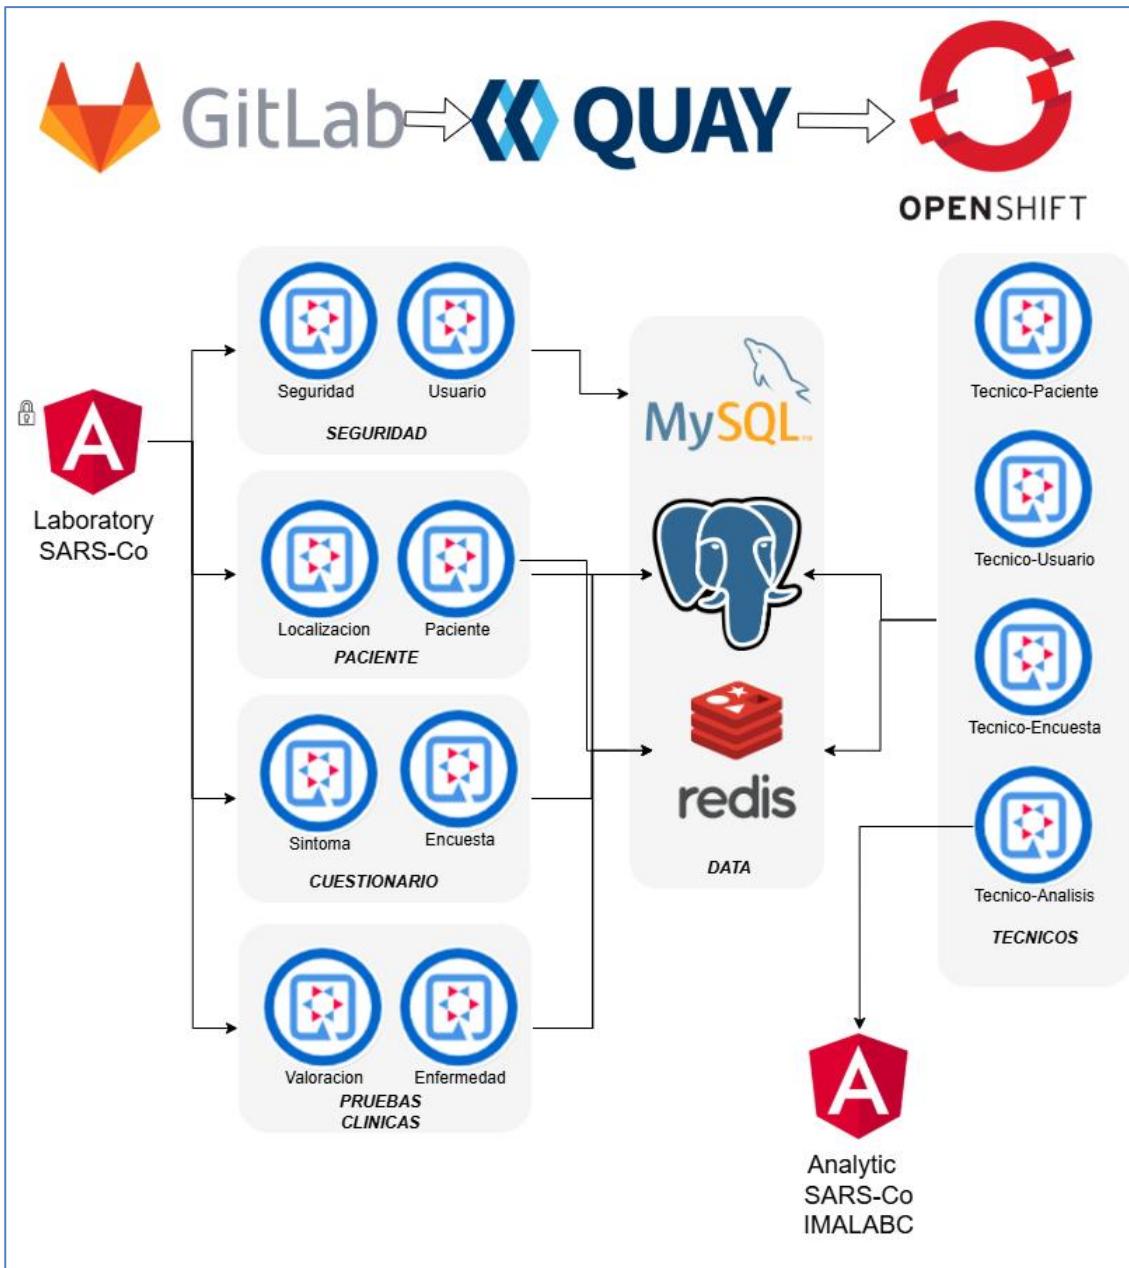 GitLab
QUAY
OPENSHIFT
Seguridad
Usuario
SEGURIDAD
Laboratory
SARS-Co
Localizacion
Paciente
PACIENTE
Sintoma
Encuesta
CUESTIONARIO
Valoracion
Enfermedad
PRUEBAS
CLINICAS
MySQL
redis
DATA
Tecnico-Paciente
Tecnico-Usuario
Tecnico-Encuesta
Tecnico-Analisis
TECNICOS
Analytic
SARS-Co
IMALABC